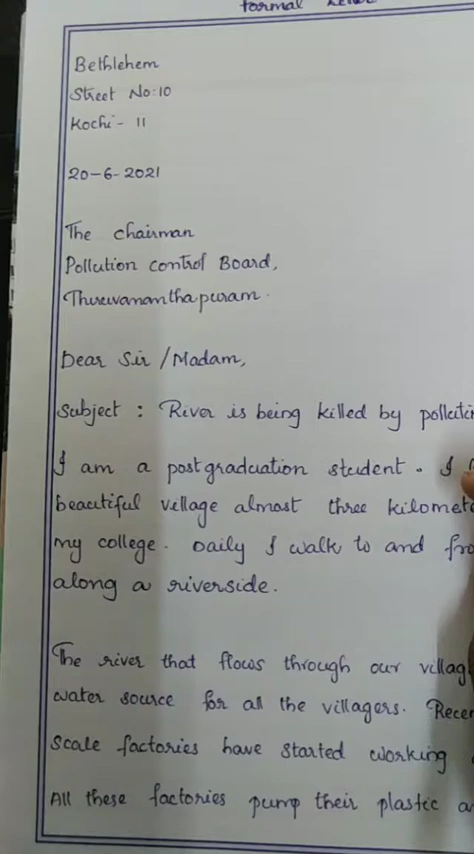 Formal Letter
Bethlehem
Street No:10
Kochi - 11
20-6-2021
The chairman
Pollution control Board,
Thiruvananthapuram.
Dear Sir /Madam,
Subject : River is being killed by
I am a postgraduation student. I
beautiful village almost three
my college. Daily I walk to and
along a riverside.
The river that flows through our
water source for all the villagers.
Scale factories have started working
All these factories pump their plastic